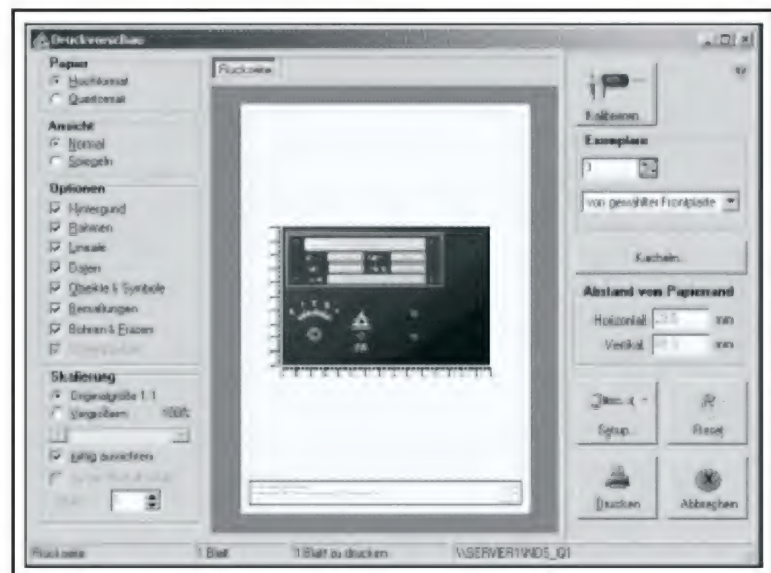 Druckvorschau
Papier
Hochformat
Querformat
Ansicht
Normal
Spiegeln
Optionen
Hintergrund
Rahmen
Lineale
Daten
Objekte & Symbole
Bemaßungen
Bohren & Fräsen
Skalierung
Originalgröße 1:1
Vergrößern 100%
mittig ausrichten
Rückseite
Kalibrieren
Exemplare
von gewählter Frontplatte
Kacheln...
Abstand vom Papierrand
Horizontal mm
Vertikal mm
Setup...
Reset
Drucken
Abbrechen
Rückseite 1 Blatt 1 Blatt zu drucken